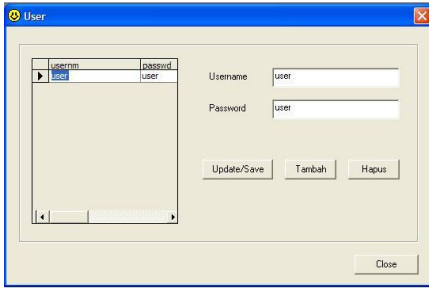 User
usernm passwd
user user
Username user
Password user
Update/Save Tambah Hapus
Close